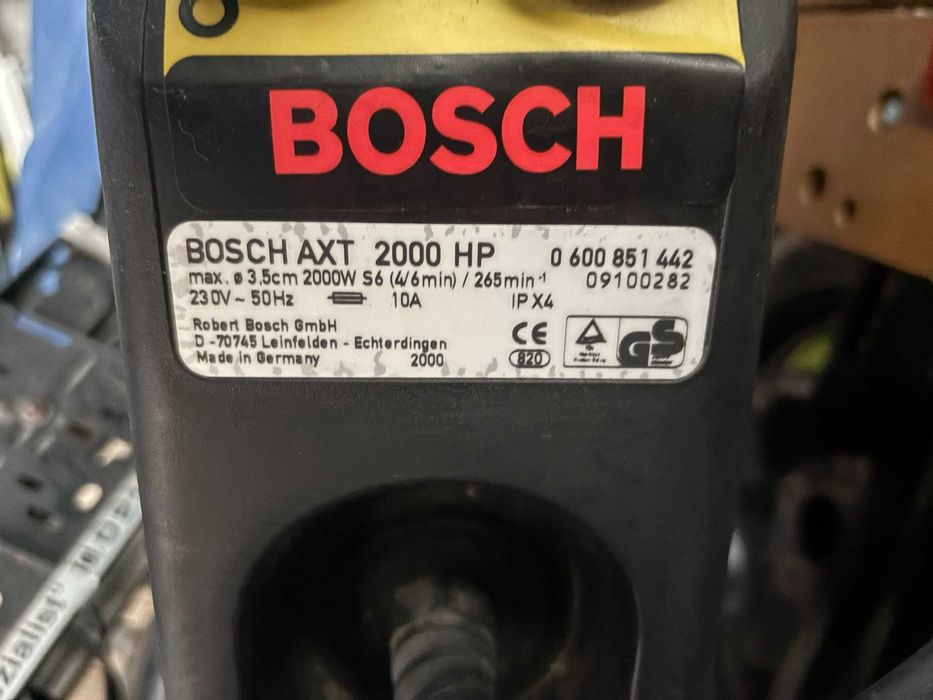 BOSCH
BOSCH AXT 2000 HP 0 600 851 442
max. ø 3,5cm 2000W S6 (4/6min) / 265min⁻¹ 09100282
230V ~ 50Hz 10A IP X4
Robert Bosch GmbH
D -70745 Leinfelden - Echterdingen
Made in Germany 2000
CE
820
GS